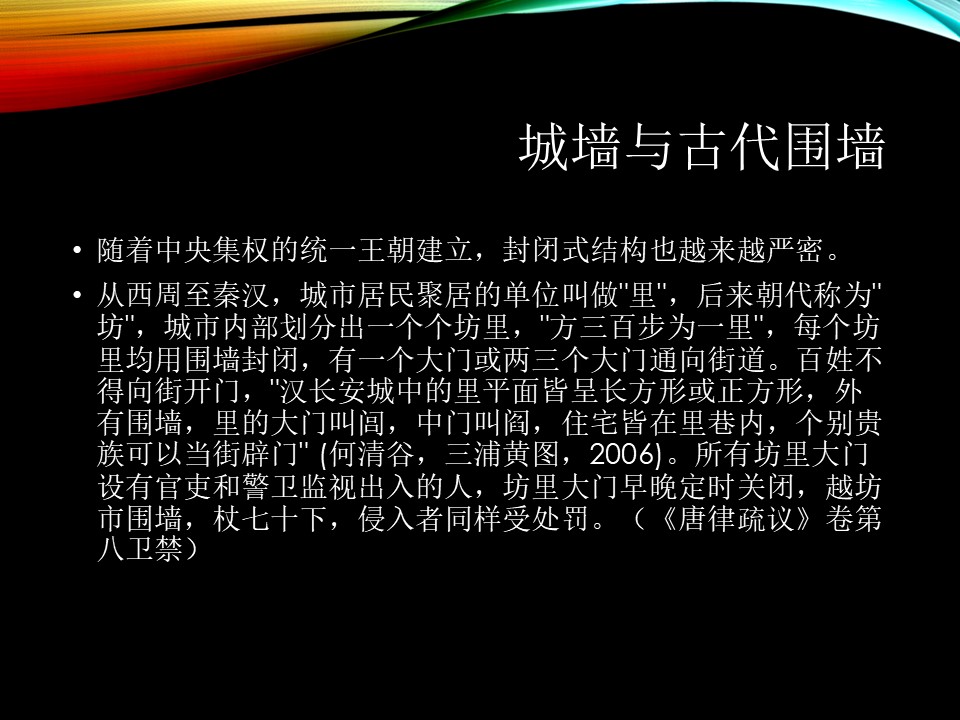 城墙与古代围墙
• 随着中央集权的统一王朝建立，封闭式结构也越来越严密。
• 从西周至秦汉，城市居民聚居的单位叫做"里"，后来朝代称为"
坊"，城市内部划分出一个个坊里，"方三百步为一里"，每个坊
里均用围墙封闭，有一个大门或两三个大门通向街道。百姓不
得向街开门，"汉长安城中的里平面皆呈长方形或正方形，外
有围墙，里的大门叫闾，中门叫阎，住宅皆在里巷内，个别贵
族可以当街辟门" (何清谷，三浦黄图，2006)。所有坊里大门
设有官吏和警卫监视出入的人，坊里大门早晚定时关闭，越坊
市围墙，杖七十下，侵入者同样受处罚。（《唐律疏议》卷第
八卫禁）